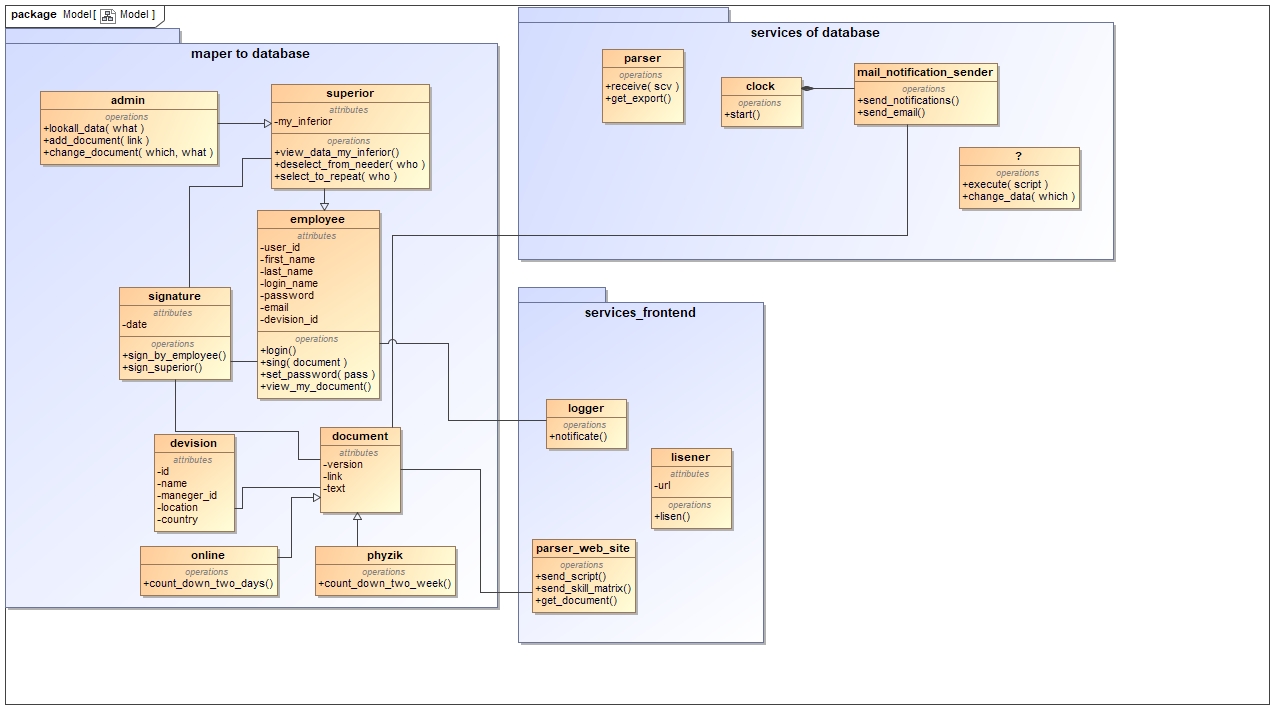 package Model[ Model ]
maper to database
admin
operations
+lookall_data( what )
+add_document( link )
+change_document( which, what )
superior
attributes
-my_inferior
operations
+view_data_my_inferior()
+deselect_from_needer( who )
+select_to_repeat( who )
employee
attributes
-user_id
-first_name
-last_name
-login_name
-password
-email
-devision_id
operations
+login()
+sing( document )
+set_password( pass )
+view_my_document()
signature
attributes
-date
operations
+sign_by_employee()
+sign_superior()
devision
attributes
-id
-name
-maneger_id
-location
-country
document
attributes
-version
-link
-text
online
operations
+count_down_two_days()
phyzik
operations
+count_down_two_week()
services of database
parser
operations
+receive( scv )
+get_export()
clock
operations
+start()
mail_notification_sender
operations
+send_notifications()
+send_email()
?
operations
+execute( script )
+change_data( which )
services_frontend
logger
operations
+notificate()
lisener
attributes
-url
operations
+lisen()
parser_web_site
operations
+send_script()
+send_skill_matrix()
+get_document()